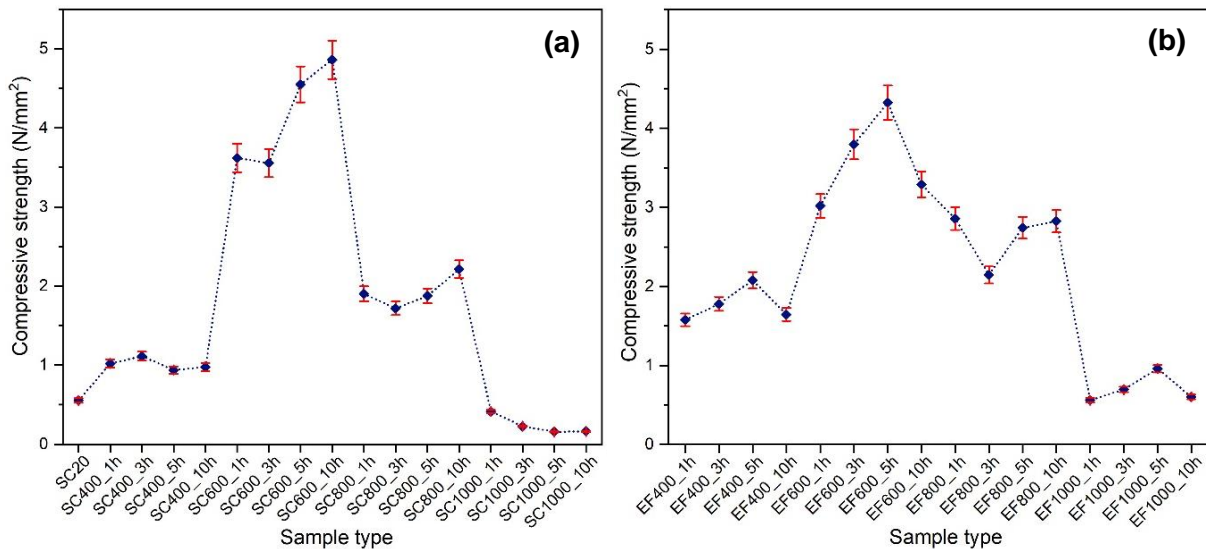 (a)
Compressive strength (N/mm²)
5
4
3
2
1
0
SC20
SC400_1h
SC400_3h
SC400_5h
SC400_10h
SC600_1h
SC600_3h
SC600_5h
SC600_10h
SC800_1h
SC800_3h
SC800_5h
SC800_10h
SC1000_1h
SC1000_3h
SC1000_5h
SC1000_10h
Sample type
(b)
Compressive strength (N/mm²)
5
4
3
2
1
0
EF400_1h
EF400_3h
EF400_5h
EF400_10h
EF600_1h
EF600_3h
EF600_5h
EF600_10h
EF800_1h
EF800_3h
EF800_5h
EF800_10h
EF1000_1h
EF1000_3h
EF1000_5h
EF1000_10h
Sample type